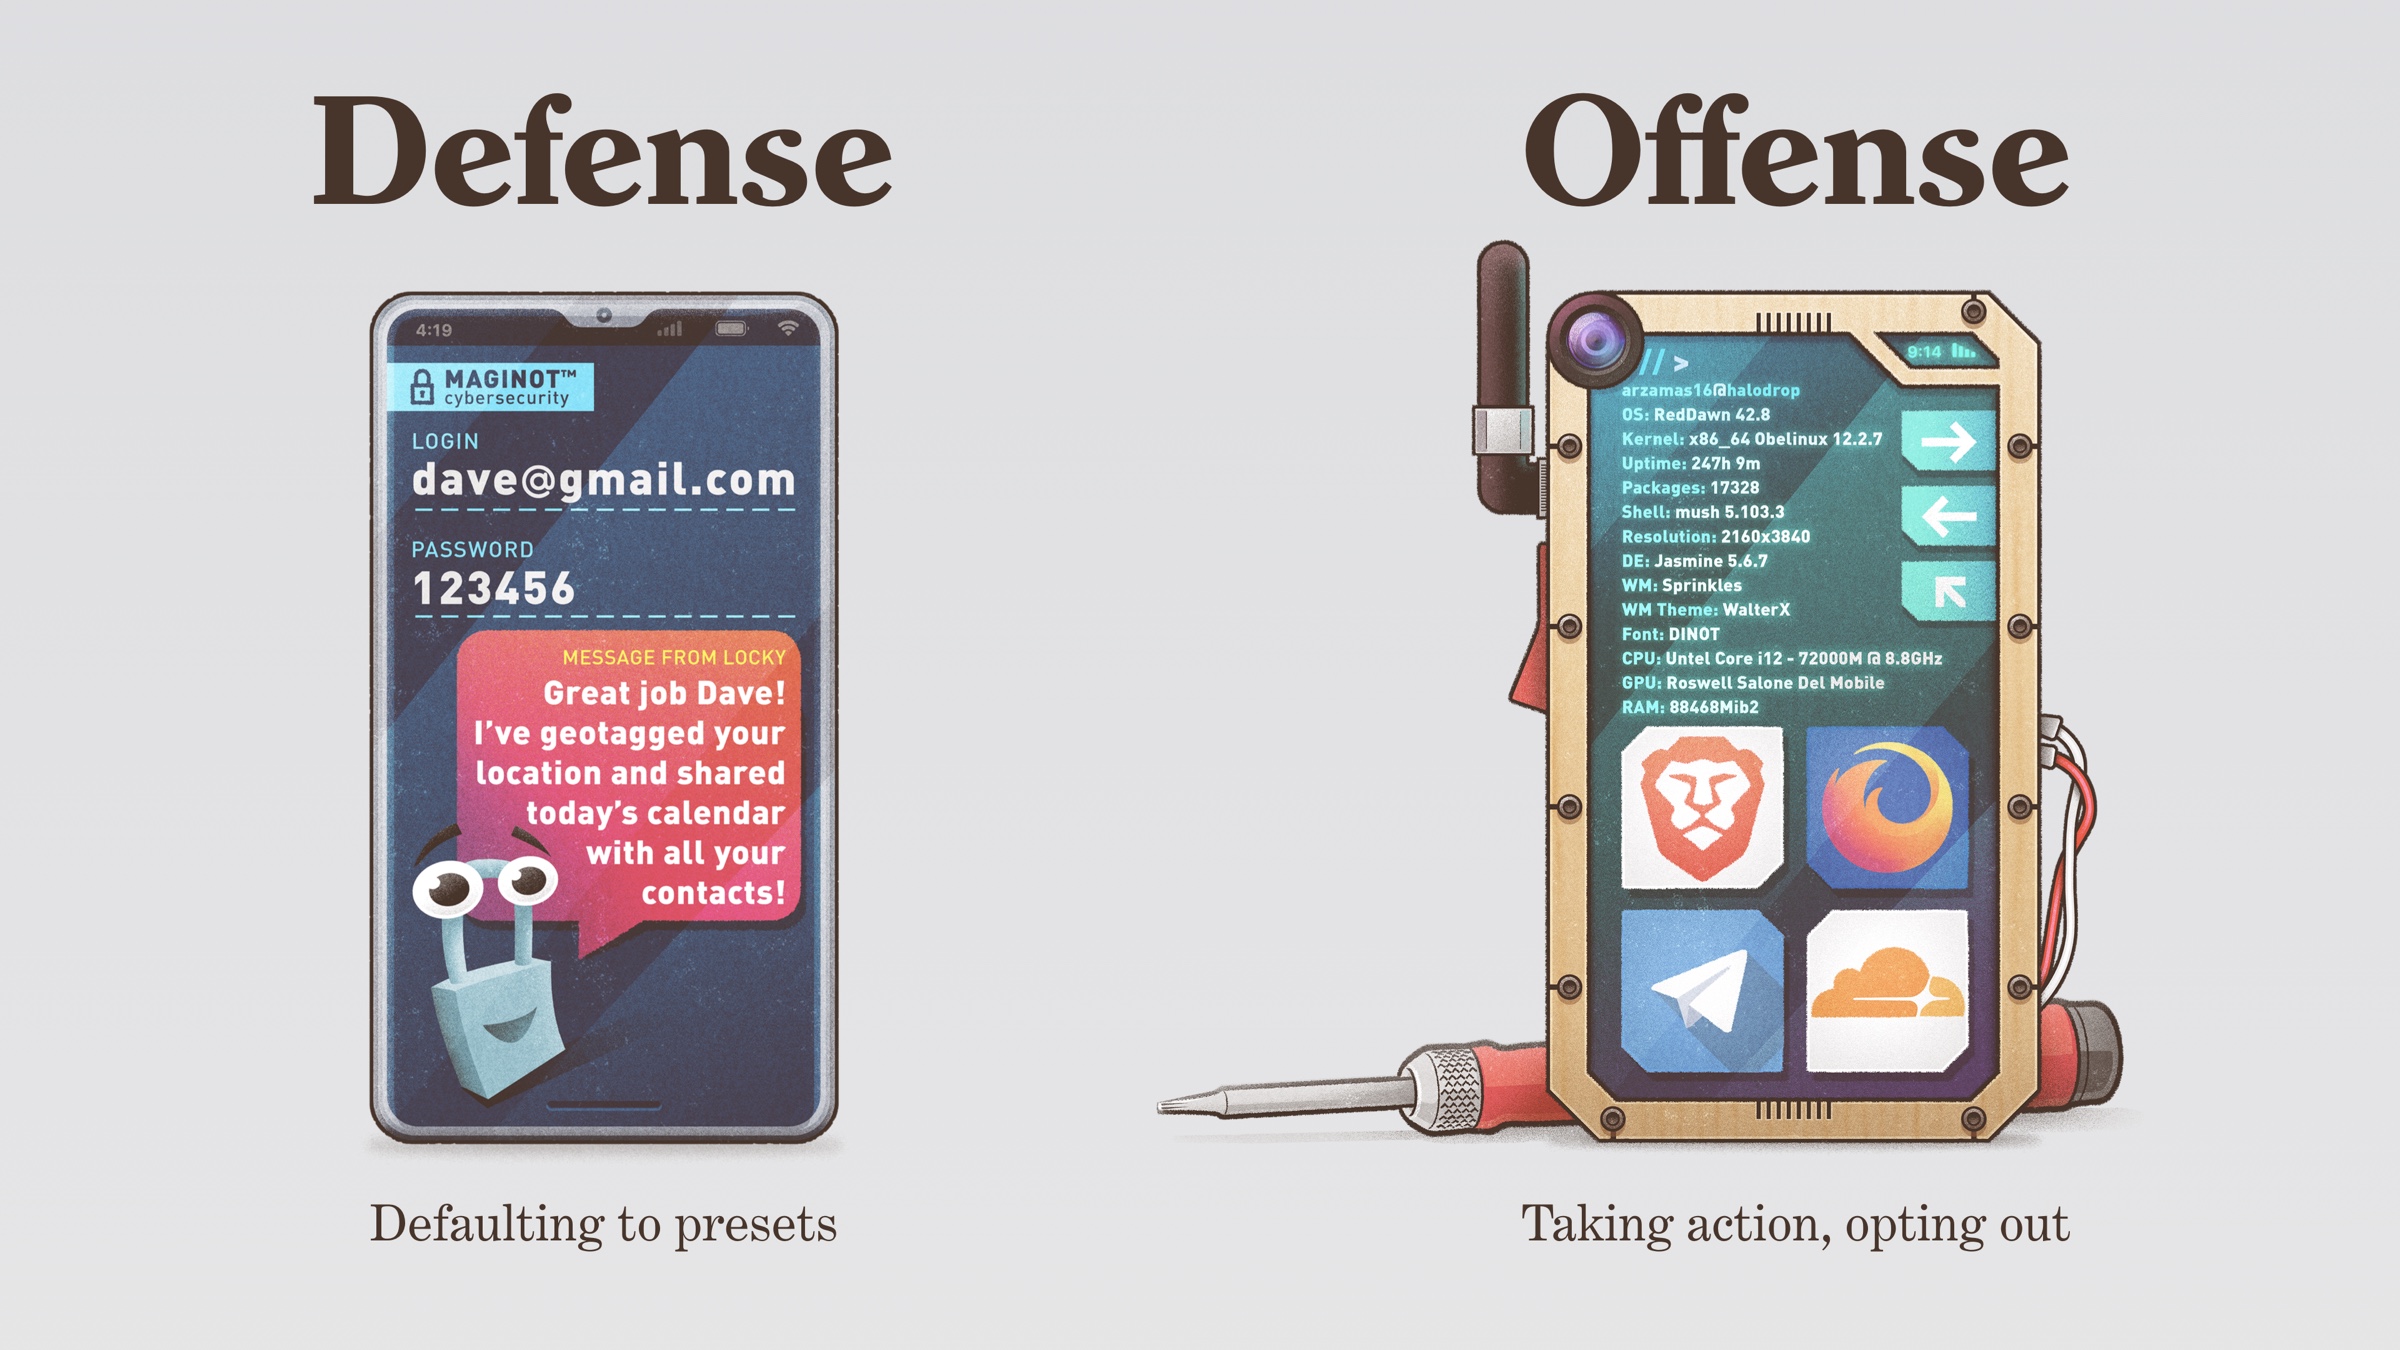 Defense
4:19
MAGINOT™
cybersecurity
LOGIN
dave@gmail.com
PASSWORD
123456
MESSAGE FROM LOCKY
Great job Dave!
I’ve geotagged your
location and shared
today’s calendar
with all your
contacts!
Defaulting to presets
Offense
9:14
// >
arzamas16@halodrop
OS: RedDawn 42.8
Kernel: x86_64 Obelinux 12.2.7
Uptime: 247h 9m
Packages: 17328
Shell: mush 5.103.3
Resolution: 2160x3840
DE: Jasmine 5.6.7
WM: Sprinkles
WM Theme: WalterX
Font: DINOT
CPU: Untel Core i12 - 72000M @ 8.8GHz
GPU: Roswell Salone Del Mobile
RAM: 88468Mib2
Taking action, opting out